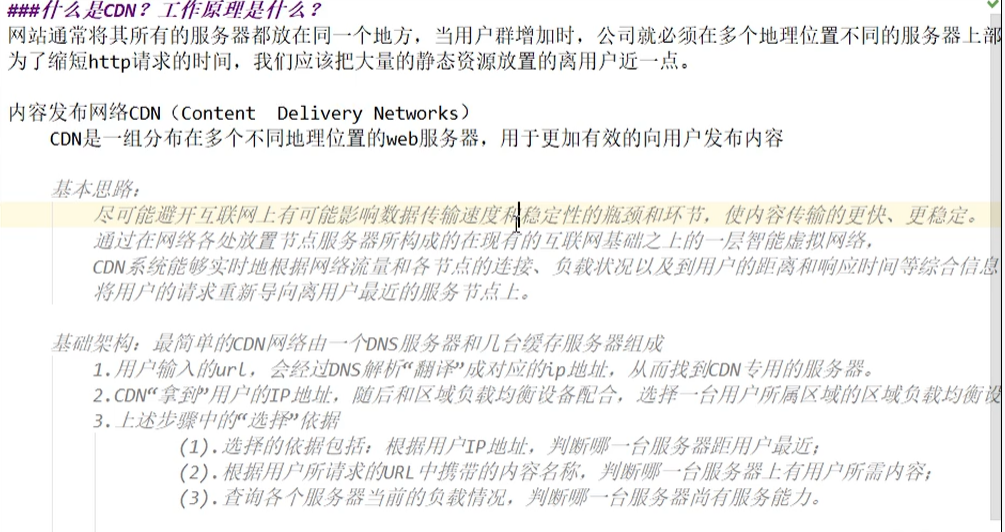 ###什么是CDN？工作原理是什么？
网站通常将其所有的服务器都放在同一个地方，当用户群增加时，公司就必须在多个地理位置不同的服务器上部
为了缩短http请求的时间，我们应该把大量的静态资源放置的离用户近一点。
内容发布网络CDN（Content  Delivery Networks）
CDN是一组分布在多个不同地理位置的web服务器，用于更加有效的向用户发布内容
基本思路：
尽可能避开互联网上有可能影响数据传输速度和稳定性的瓶颈和环节，使内容传输的更快、更稳定。
通过在网络各处放置节点服务器所构成的在现有的互联网基础之上的一层智能虚拟网络，
CDN系统能够实时地根据网络流量和各节点的连接、负载状况以及到用户的距离和响应时间等综合信息
将用户的请求重新导向离用户最近的服务节点上。
基础架构：最简单的CDN网络由一个DNS服务器和几台缓存服务器组成
1.用户输入的url，会经过DNS解析“翻译”成对应的ip地址，从而找到CDN专用的服务器。
2.CDN“拿到”用户的IP地址，随后和区域负载均衡设备配合，选择一台用户所属区域的区域负载均衡设
3.上述步骤中的“选择”依据
(1).选择的依据包括：根据用户IP地址，判断哪一台服务器距用户最近；
(2).根据用户所请求的URL中携带的内容名称，判断哪一台服务器上有用户所需内容；
(3).查询各个服务器当前的负载情况，判断哪一台服务器尚有服务能力。